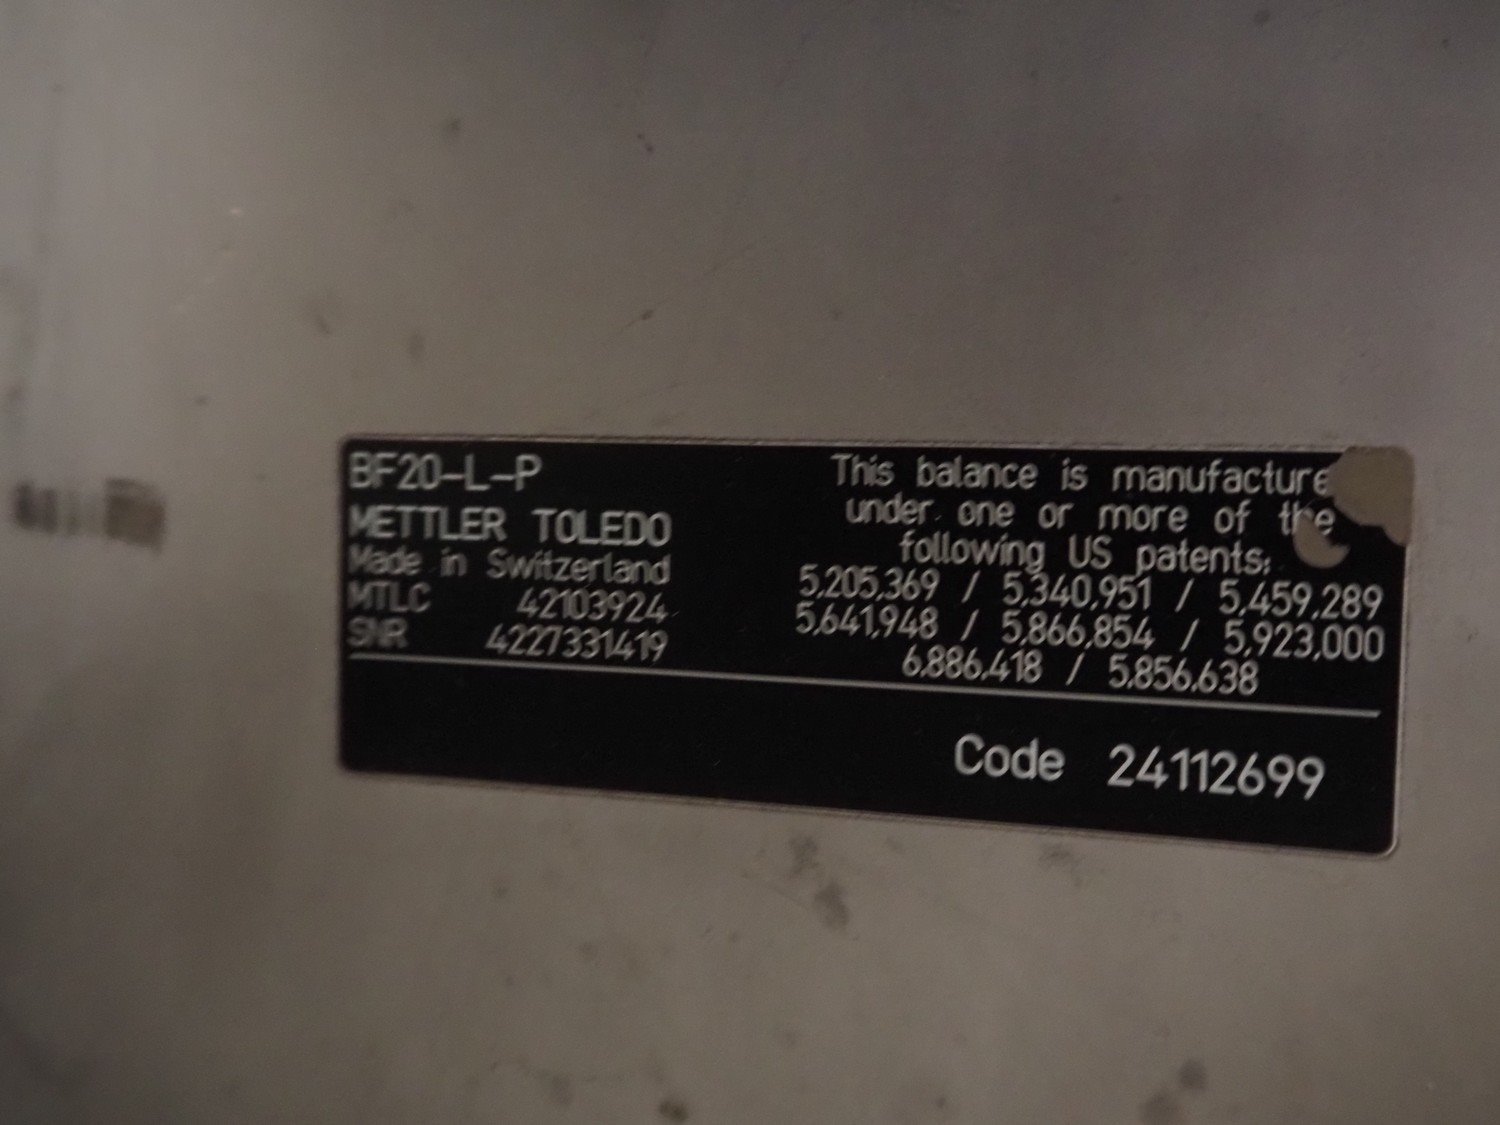 BF20-L-P
METTLER TOLEDO
Made in Switzerland
MTLC 42103924
SNR 4227331419
This balance is manufacture
under one or more of the
following US patents:
5,205,369 / 5,340,951 / 5,459,289
5,641,948 / 5,866,854 / 5,923,000
6,886,418 / 5,856,638
Code 24112699